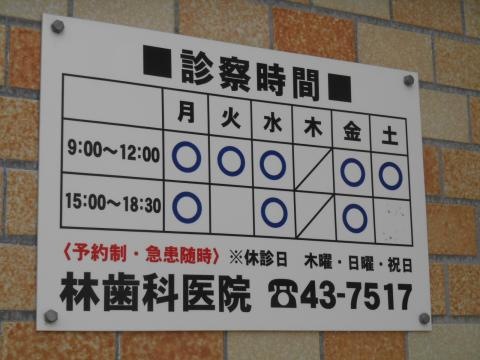 ■診察時間■
月 火 水 木 金 土
9:00〜12:00 ○ ○ ○ ／ ○ ○
15:00〜18:30 ○ ○ ／ ○
〈予約制・急患随時〉 ※休診日 木曜・日曜・祝日
林歯科医院 ☎43-7517